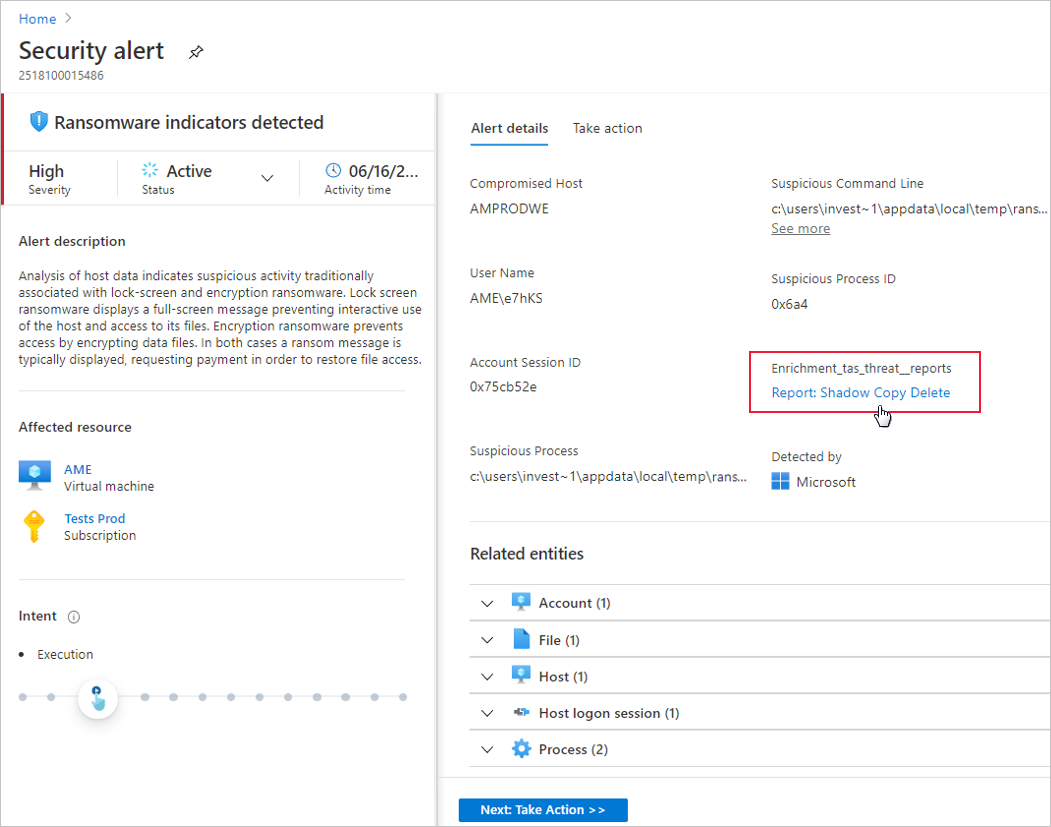 Home
Security alert
2518100015486
Ransomware indicators detected
High
Severity
Active
Status
06/16/2...
Activity time
Alert description
Analysis of host data indicates suspicious activity traditionally
associated with lock-screen and encryption ransomware. Lock screen
ransomware displays a full-screen message preventing interactive use
of the host and access to its files. Encryption ransomware prevents
access by encrypting data files. In both cases a ransom message is
typically displayed, requesting payment in order to restore file access.
Affected resource
AME
Virtual machine
Tests Prod
Subscription
Intent
Execution
Alert details
Take action
Compromised Host
AMPRODWE
Suspicious Command Line
c:\users\invest~1\appdata\local\temp\rans...
See more
User Name
AME\e7hKS
Suspicious Process ID
0x6a4
Account Session ID
0x75cb52e
Enrichment_tas_threat__reports
Report: Shadow Copy Delete
Suspicious Process
c:\users\invest~1\appdata\local\temp\rans...
Detected by
Microsoft
Related entities
Account (1)
File (1)
Host (1)
Host logon session (1)
Process (2)
Next: Take Action >>